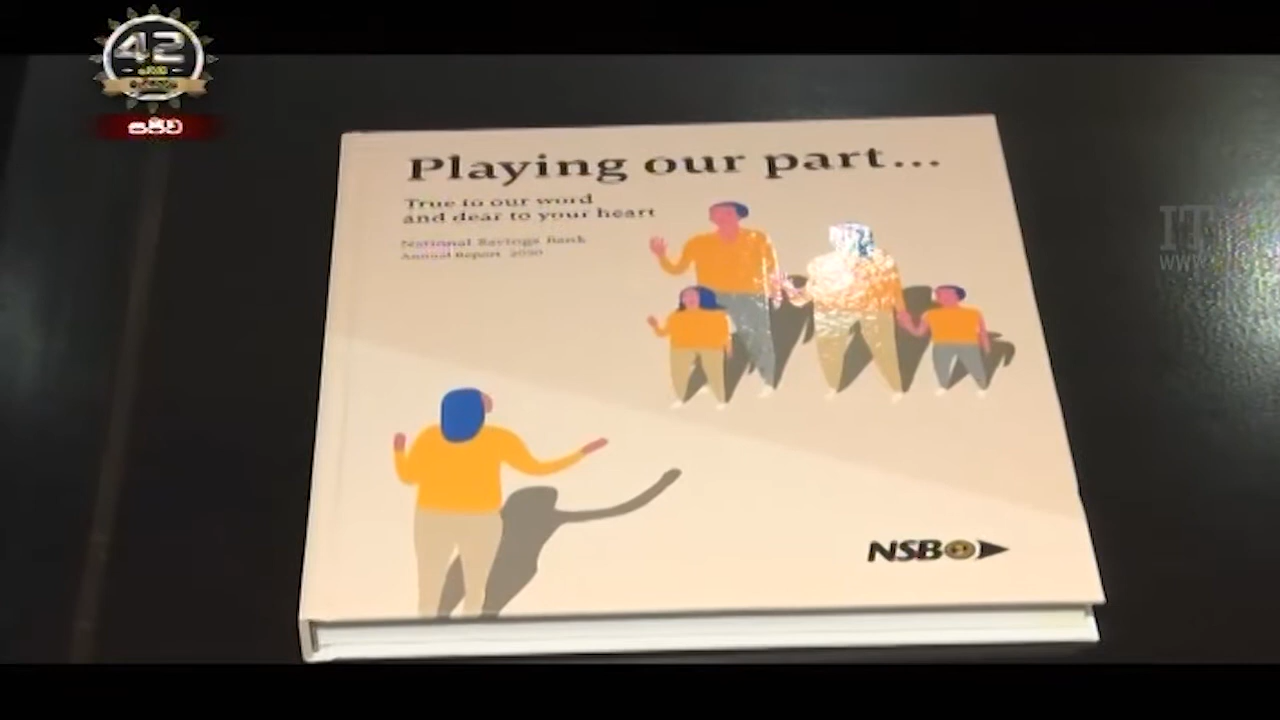 42
සජීව
Playing our part...
True to our word
and dear to your heart
National Savings Bank
Annual Report 2020
NSB